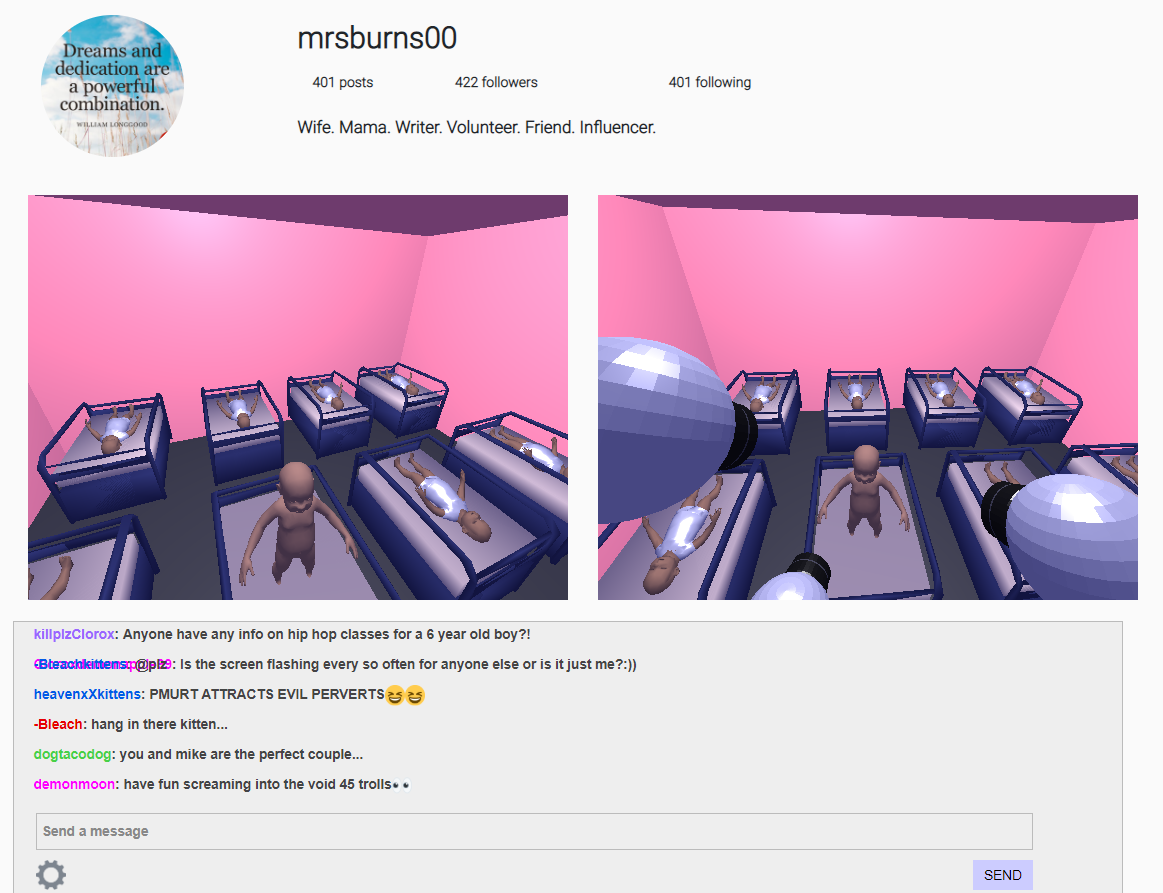 Dreams and
dedication are
a powerful
combination.
WILLIAM LONGGOOD
mrsburns00
401 posts 422 followers 401 following
Wife. Mama. Writer. Volunteer. Friend. Influencer.
killplzClorox: Anyone have any info on hip hop classes for a 6 year old boy?!
: Is the screen flashing every so often for anyone else or is it just me?:))
heavenxXkittens: PMURT ATTRACTS EVIL PERVERTS😆😆
-Bleach: hang in there kitten...
dogtacodog: you and mike are the perfect couple...
demonmoon: have fun screaming into the void 45 trolls👀
Send a message
SEND